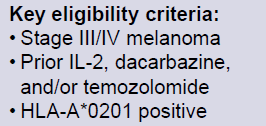 Key eligibility criteria:
• Stage III/IV melanoma
• Prior IL-2, dacarbazine,
and/or temozolomide
• HLA-A*0201 positive